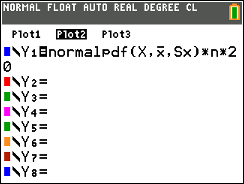 NORMAL FLOAT AUTO REAL DEGREE CL
Plot1 Plot2 Plot3
\Y₁=normalpdf(X,x̄,Sx)*n*2
0
\Y₂=
\Y₃=
\Y₄=
\Y₅=
\Y₆=
\Y₇=
\Y₈=